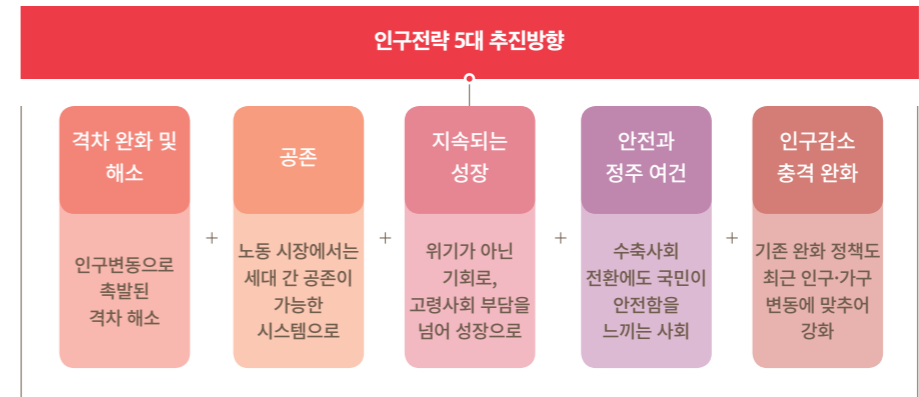 인구전략 5대 추진방향
격차 완화 및
해소
인구변동으로
촉발된
격차 해소
+
공존
노동 시장에서는
세대 간 공존이
가능한
시스템으로
+
지속되는
성장
위기가 아닌
기회로,
고령사회 부담을
넘어 성장으로
+
안전과
정주 여건
수축사회
전환에도 국민이
안전함을
느끼는 사회
+
인구감소
충격 완화
기존 완화 정책도
최근 인구·가구
변동에 맞추어
강화